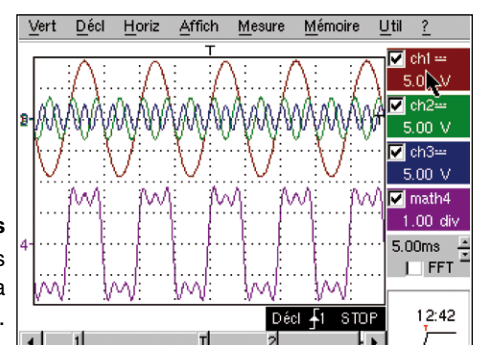 Vert Décl Horiz Affich Mesure Mémoire Util ?
T
ch1
5.0 V
ch2
5.00 V
ch3
5.00 V
math4
1.00 div
5.00ms
FFT
4
s
s
a
.
Décl 1 STOP
12:42
1 T 2